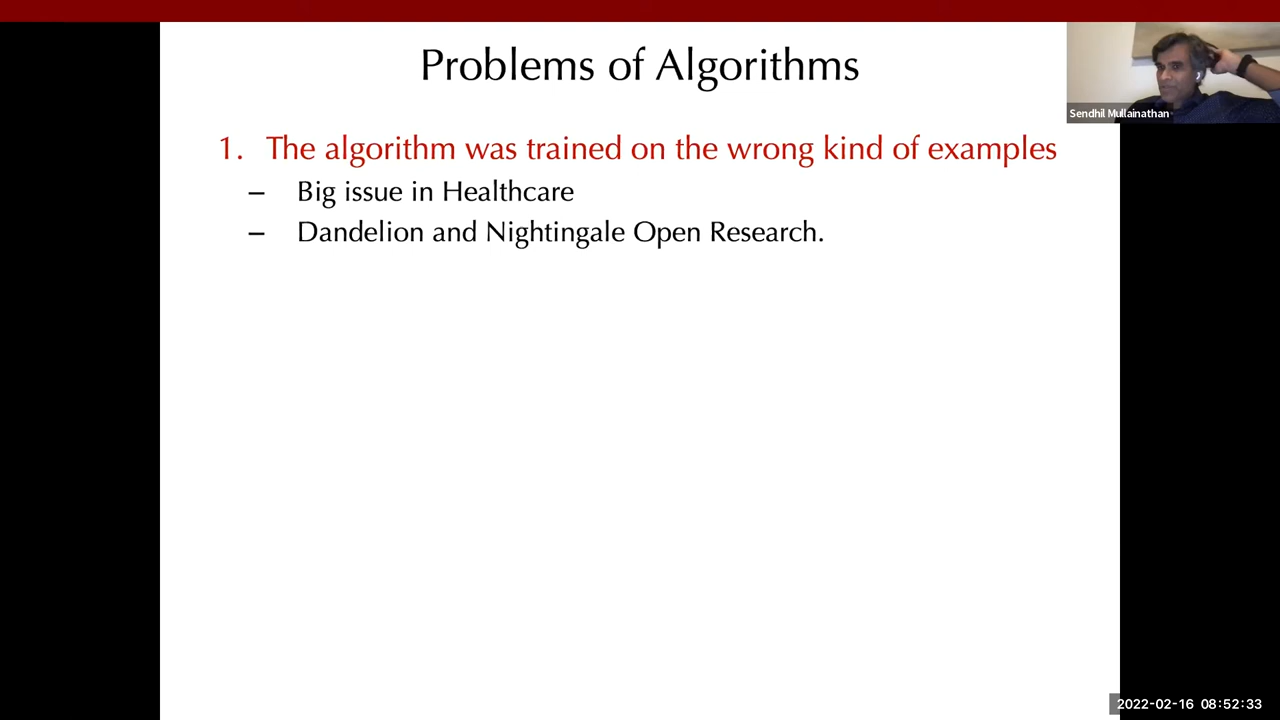 Problems of Algorithms
Sendhil Mullainathan
1. The algorithm was trained on the wrong kind of examples
– Big issue in Healthcare
– Dandelion and Nightingale Open Research.
2022-02-16 08:52:33